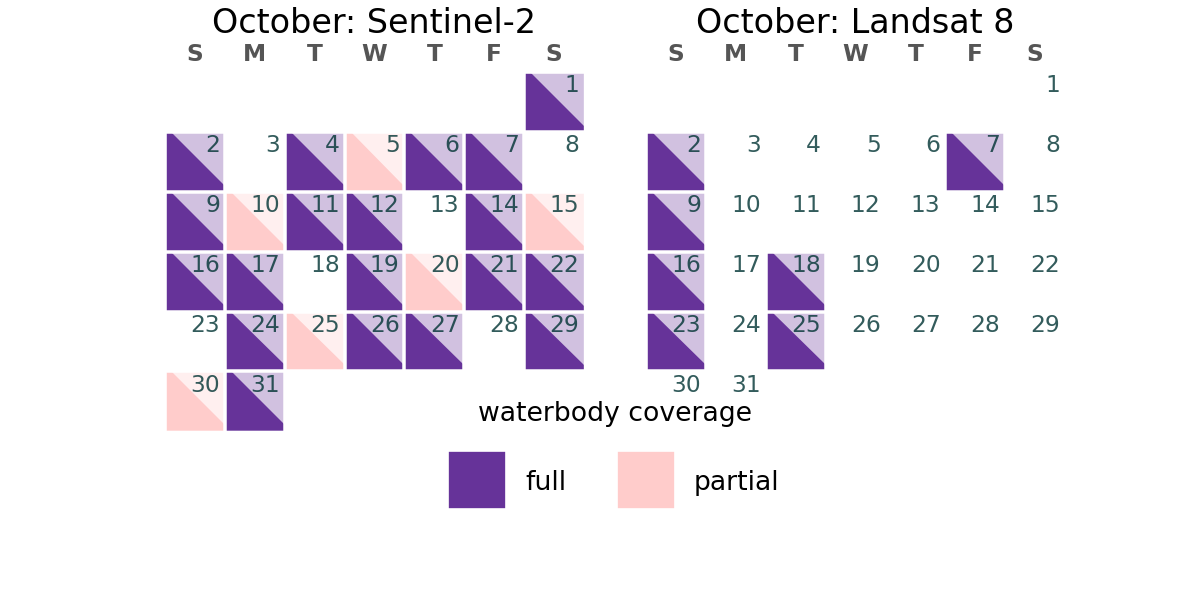 October: Sentinel-2
S M T W T F S
1
2 3 4 5 6 7 8
9 10 11 12 13 14 15
16 17 18 19 20 21 22
23 24 25 26 27 28 29
30 31
October: Landsat 8
S M T W T F S
1
2 3 4 5 6 7 8
9 10 11 12 13 14 15
16 17 18 19 20 21 22
23 24 25 26 27 28 29
30 31
waterbody coverage
full partial